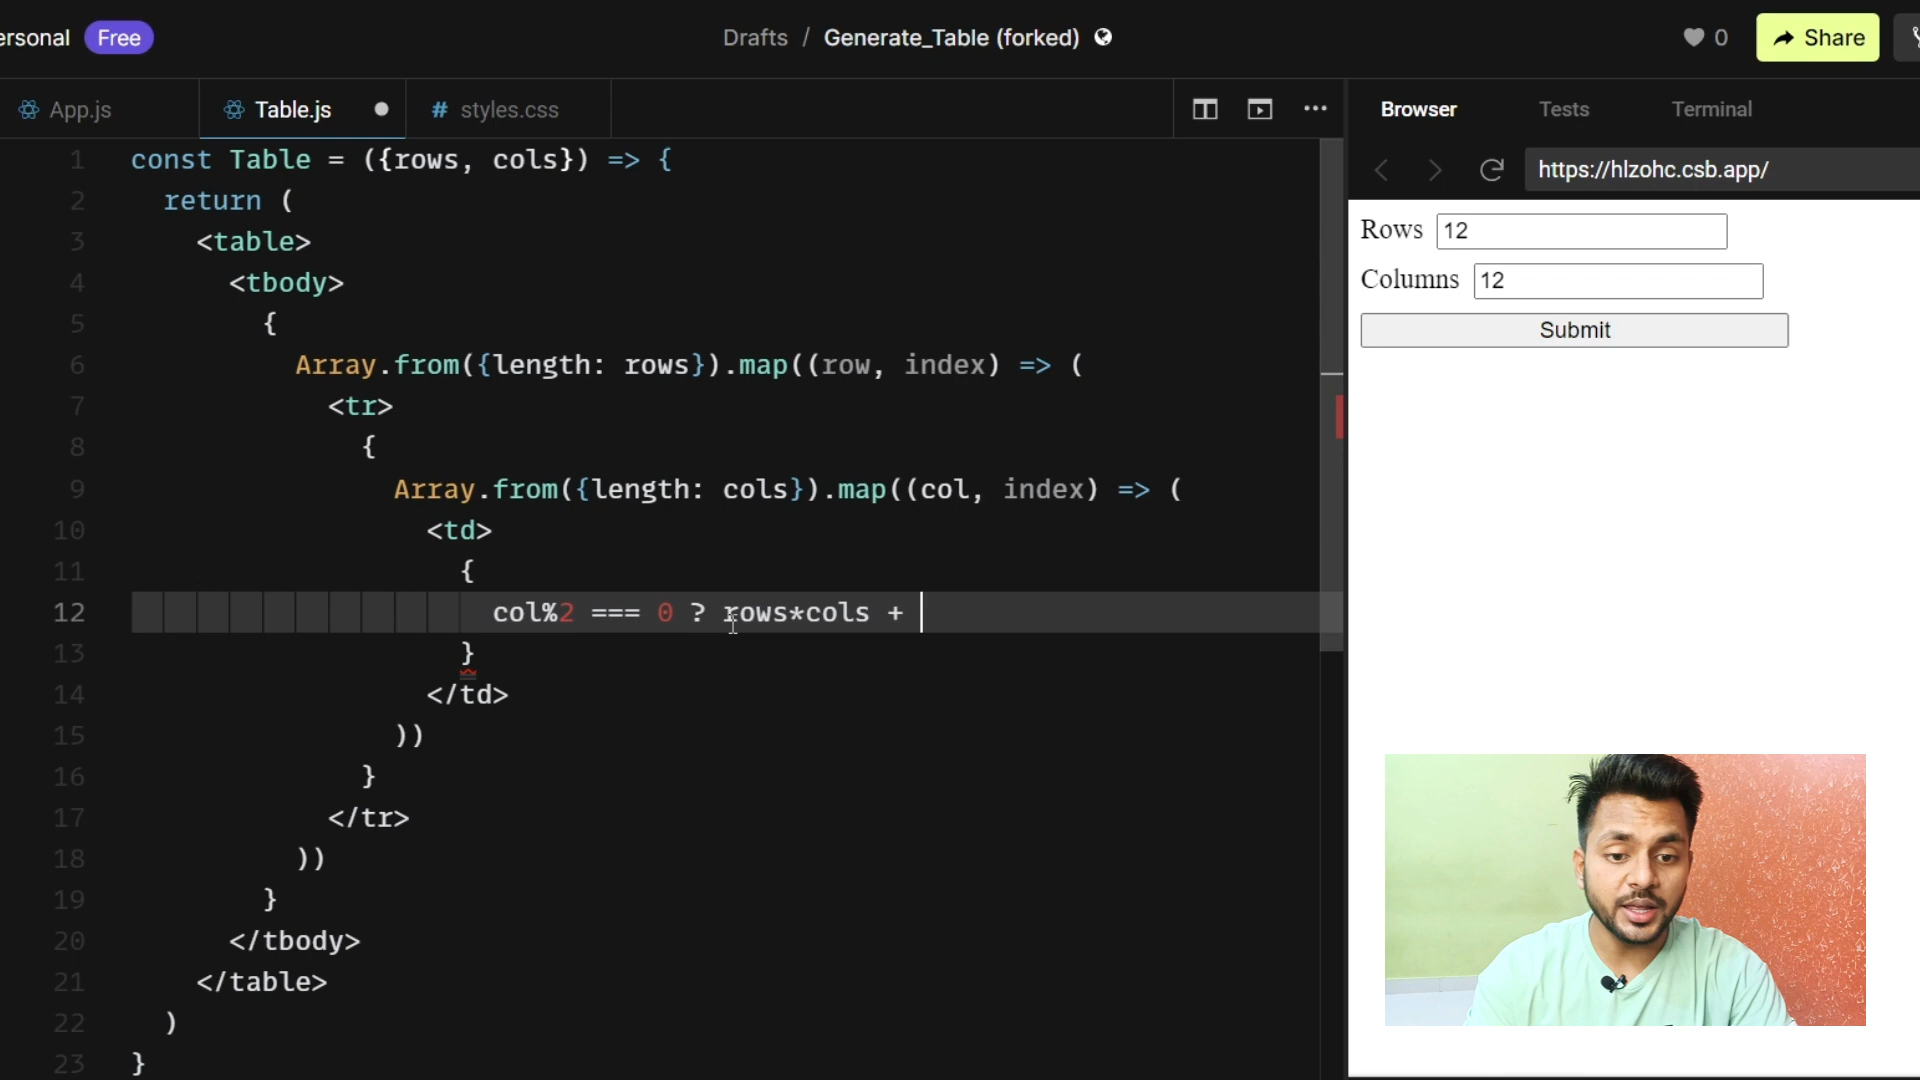 ersonal Free
Drafts / Generate_Table (forked)
0
Share
App.js
Table.js
# styles.css
Browser
Tests
Terminal
https://hlzohc.csb.app/
1 const Table = ({rows, cols}) => {
2 return (
3 <table>
4 <tbody>
5 {
6 Array.from({length: rows}).map((row, index) => (
7 <tr>
8 {
9 Array.from({length: cols}).map((col, index) => (
10 <td>
11 {
12 col%2 === 0 ? rows*cols +
13 }
14 </td>
15 ))
16 }
17 </tr>
18 ))
19 }
20 </tbody>
21 </table>
22 )
23 }
Rows 12
Columns 12
Submit